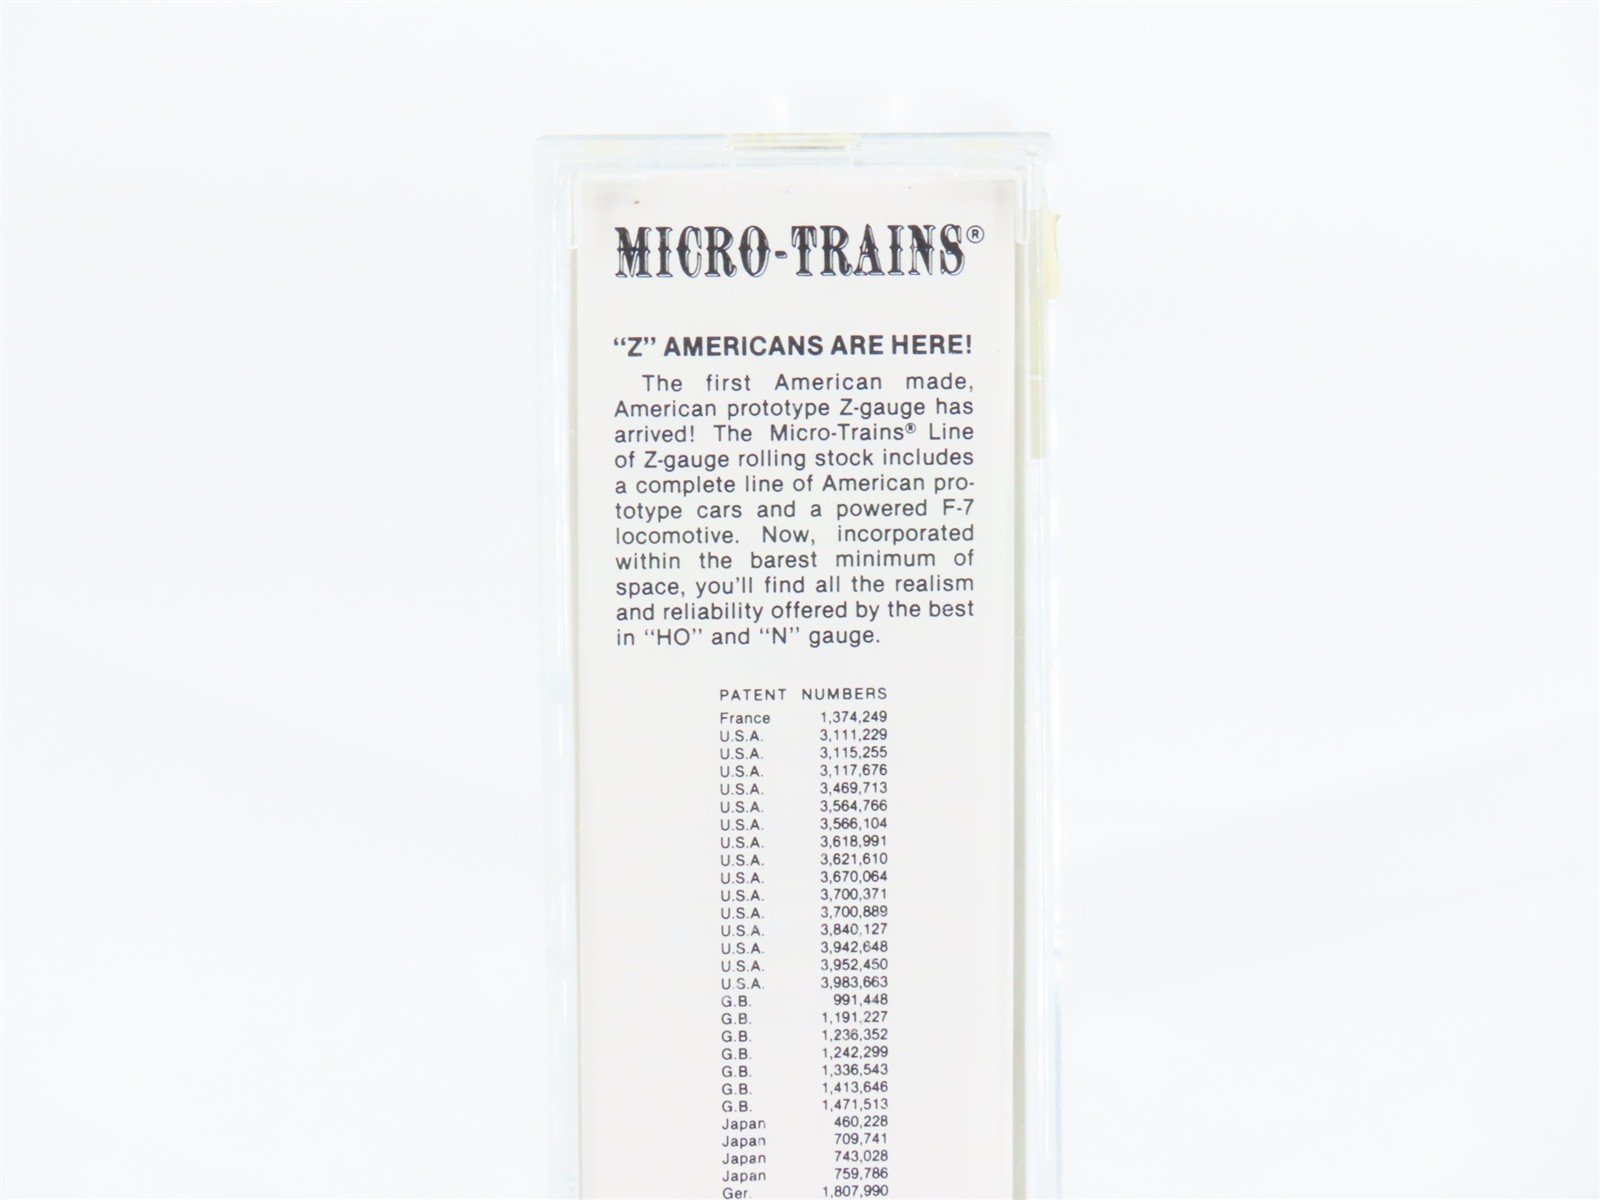 MICRO-TRAINS®
“Z” AMERICANS ARE HERE!
The first American made,
American prototype Z-gauge has
arrived! The Micro-Trains® Line
of Z-gauge rolling stock includes
a complete line of American pro-
totype cars and a powered F-7
locomotive. Now, incorporated
within the barest minimum of
space, you'll find all the realism
and reliability offered by the best
in “HO” and “N” gauge.
PATENT NUMBERS
France 1,374,249
U.S.A. 3,111,229
U.S.A. 3,115,255
U.S.A. 3,117,676
U.S.A. 3,469,713
U.S.A. 3,564,766
U.S.A. 3,566,104
U.S.A. 3,618,991
U.S.A. 3,621,610
U.S.A. 3,670,064
U.S.A. 3,700,371
U.S.A. 3,700,889
U.S.A. 3,840,127
U.S.A. 3,942,648
U.S.A. 3,952,450
U.S.A. 3,983,663
G.B. 991,448
G.B. 1,191,227
G.B. 1,236,352
G.B. 1,242,299
G.B. 1,336,543
G.B. 1,413,646
G.B. 1,471,513
Japan 460,228
Japan 709,741
Japan 743,028
Japan 759,786
Ger. 1,807,990